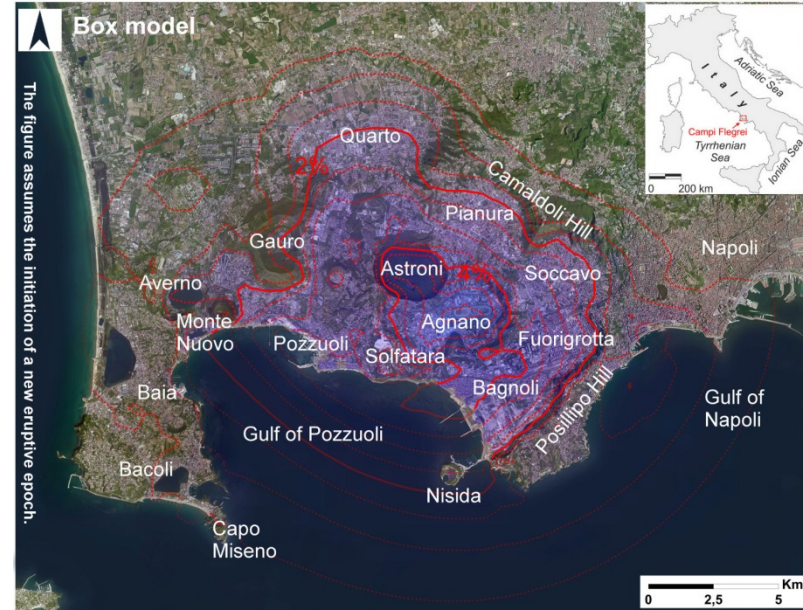 Box model
The figure assumes the initiation of a new eruptive epoch.
Italy
Adriatic Sea
Campi Flegrei
Tyrrhenian
Sea
Ionian Sea
0 200 km
Quarto
2%
Camaldoli Hill
Pianura
Gauro
Napoli
Astroni
4%
Soccavo
Averno
Agnano
Monte
Nuovo
Pozzuoli
Solfatara
Fuorigrotta
Bagnoli
Posillipo Hill
Baia
Gulf of Pozzuoli
Gulf of
Napoli
Bacoli
Nisida
Capo
Miseno
Km
0 2,5 5